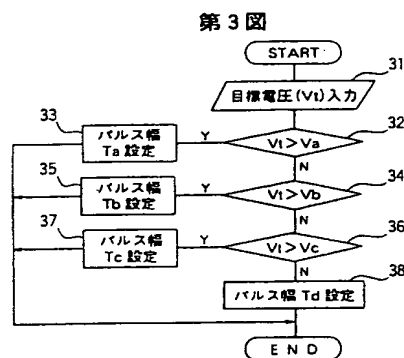 第3図
START
31
目標電圧(Vt)入力
33
パルス幅
Ta 設定
Y
Vt>Va
32
N
35
パルス幅
Tb 設定
Y
Vt>Vb
34
N
37
パルス幅
Tc 設定
Y
Vt>Vc
36
N
38
パルス幅 Td 設定
END